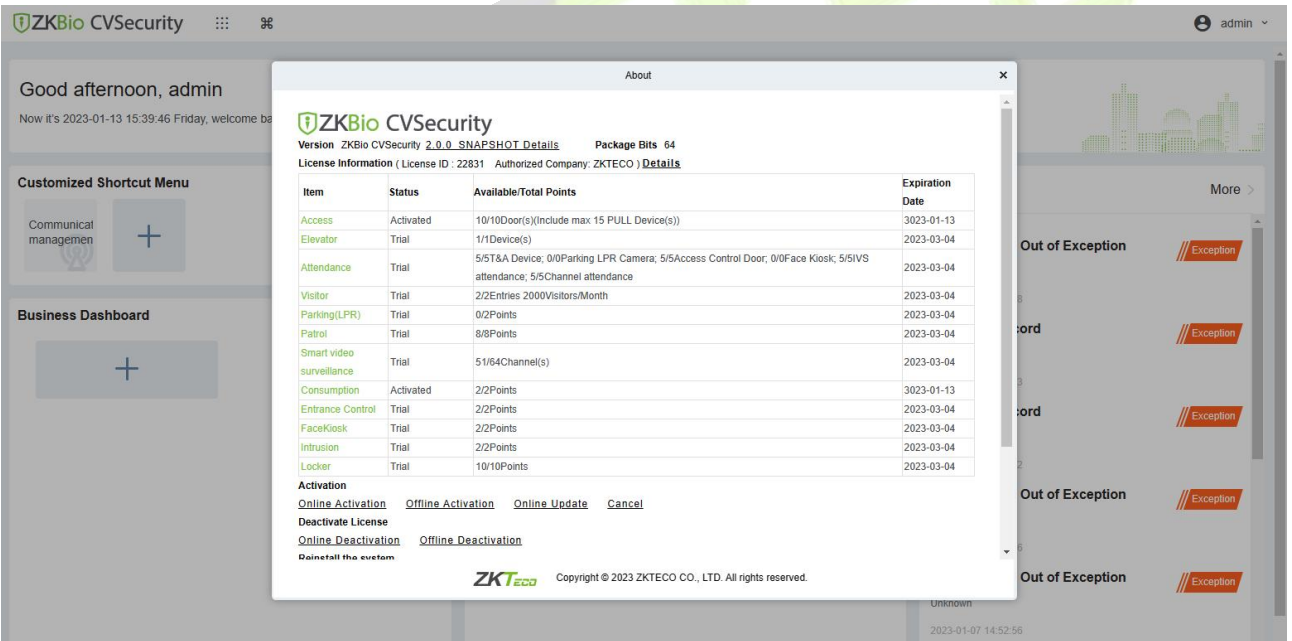 ZKBio CVSecurity
admin
Good afternoon, admin
Now it's 2023-01-13 15:39:46 Friday, welcome ba
Customized Shortcut Menu
Communicat
managemen
Business Dashboard
About
ZKBio CVSecurity
Version ZKBio CVSecurity 2.0.0_SNAPSHOT Details Package Bits 64
License Information ( License ID : 22831 Authorized Company: ZKTECO ) Details
Item Status Available/Total Points Expiration Date
Access Activated 10/10Door(s)(Include max 15 PULL Device(s)) 3023-01-13
Elevator Trial 1/1Device(s) 2023-03-04
Attendance Trial 5/5T&A Device; 0/0Parking LPR Camera; 5/5Access Control Door; 0/0Face Kiosk; 5/5IVS attendance; 5/5Channel attendance 2023-03-04
Visitor Trial 2/2Entries 2000Visitors/Month 2023-03-04
Parking(LPR) Trial 0/2Points 2023-03-04
Patrol Trial 8/8Points 2023-03-04
Smart video surveillance Trial 51/64Channel(s) 2023-03-04
Consumption Activated 2/2Points 3023-01-13
Entrance Control Trial 2/2Points 2023-03-04
FaceKiosk Trial 2/2Points 2023-03-04
Intrusion Trial 2/2Points 2023-03-04
Locker Trial 10/10Points 2023-03-04
Activation
Online Activation Offline Activation Online Update Cancel
Deactivate License
Online Deactivation Offline Deactivation
Reinstall the system
ZKTECO Copyright © 2023 ZKTECO CO., LTD. All rights reserved.
More
Out of Exception
Exception
8
cord
Exception
3
cord
Exception
2
Out of Exception
Exception
6
Out of Exception
Exception
Unknown
2023-01-07 14:52:56